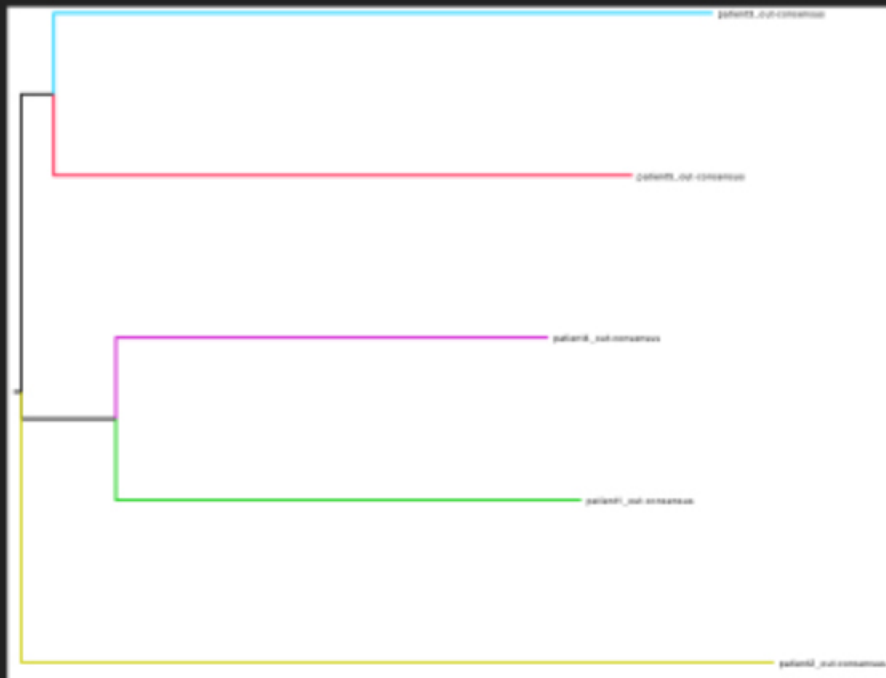 patient3_out-consensus
patient5_out-consensus
patient4_out-consensus
patient1_out-consensus
patient2_out-consensus